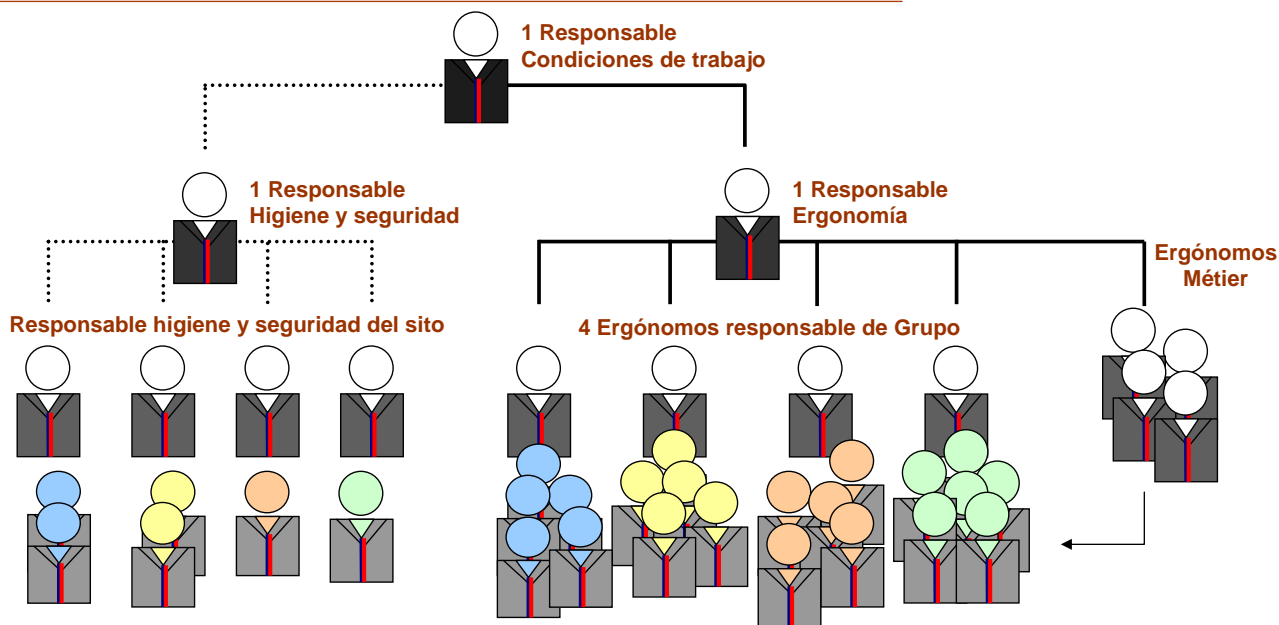 1 Responsable
Condiciones de trabajo
1 Responsable
Higiene y seguridad
1 Responsable
Ergonomía
Ergónomos
Métier
Responsable higiene y seguridad del sito
4 Ergónomos responsable de Grupo